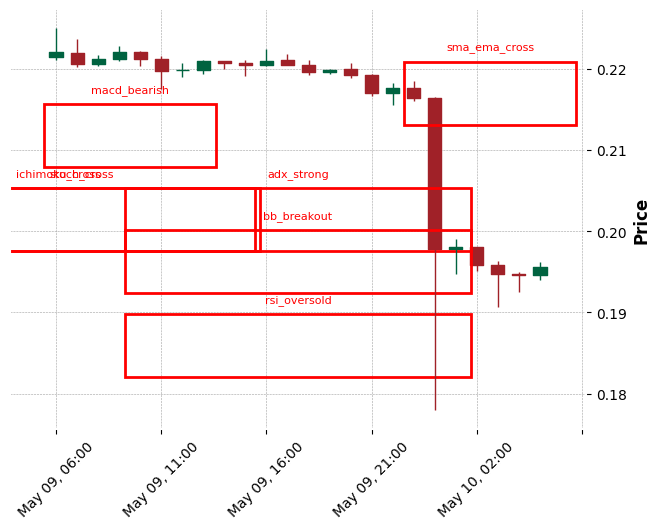 sma_ema_cross
0.22
macd_bearish
0.21
adx_strong
bb_breakout
0.20
Price
rsi_oversold
0.19
0.18
May 09, 06:00
May 09, 11:00
May 09, 16:00
May 09, 21:00
May 10, 02:00